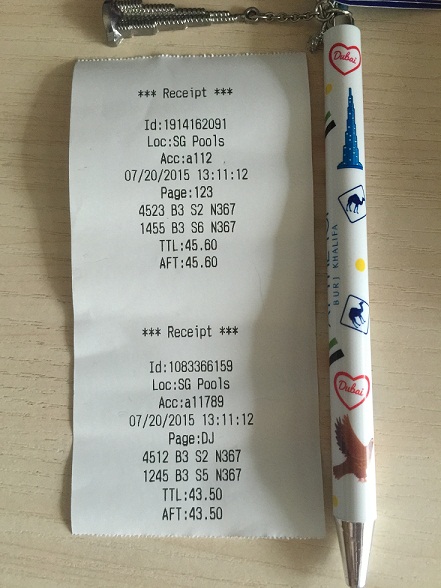 *** Receipt ***
Id:1914162091
Loc:SG Pools
Acc:a112
07/20/2015 13:11:12
Page:123
4523 B3 S2 N367
1455 B3 S6 N367
TTL:45.60
AFT:45.60
*** Receipt ***
Id:1083366159
Loc:SG Pools
Acc:a11789
07/20/2015 13:11:12
Page:DJ
4512 B3 S2 N367
1245 B3 S5 N367
TTL:43.50
AFT:43.50
Dubai
BURJ KHALIFA
Dubai